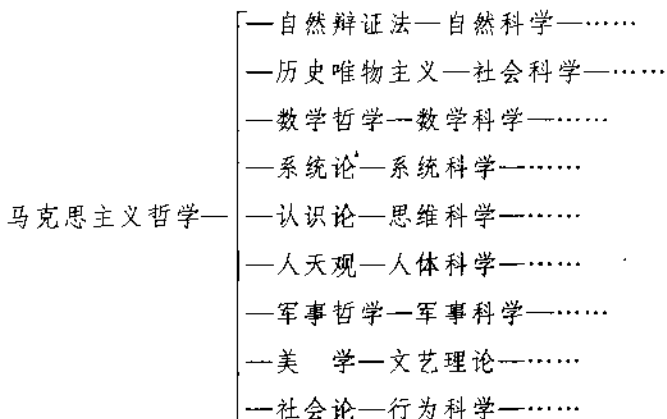 —自然辩证法—自然科学—……
—历史唯物主义—社会科学—……
—数学哲学—数学科学—……
—系统论—系统科学—……
马克思主义哲学— —认识论—思维科学—……
—人天观—人体科学—……
—军事哲学—军事科学—……
—美 学—文艺理论—……
—社会论—行为科学—……